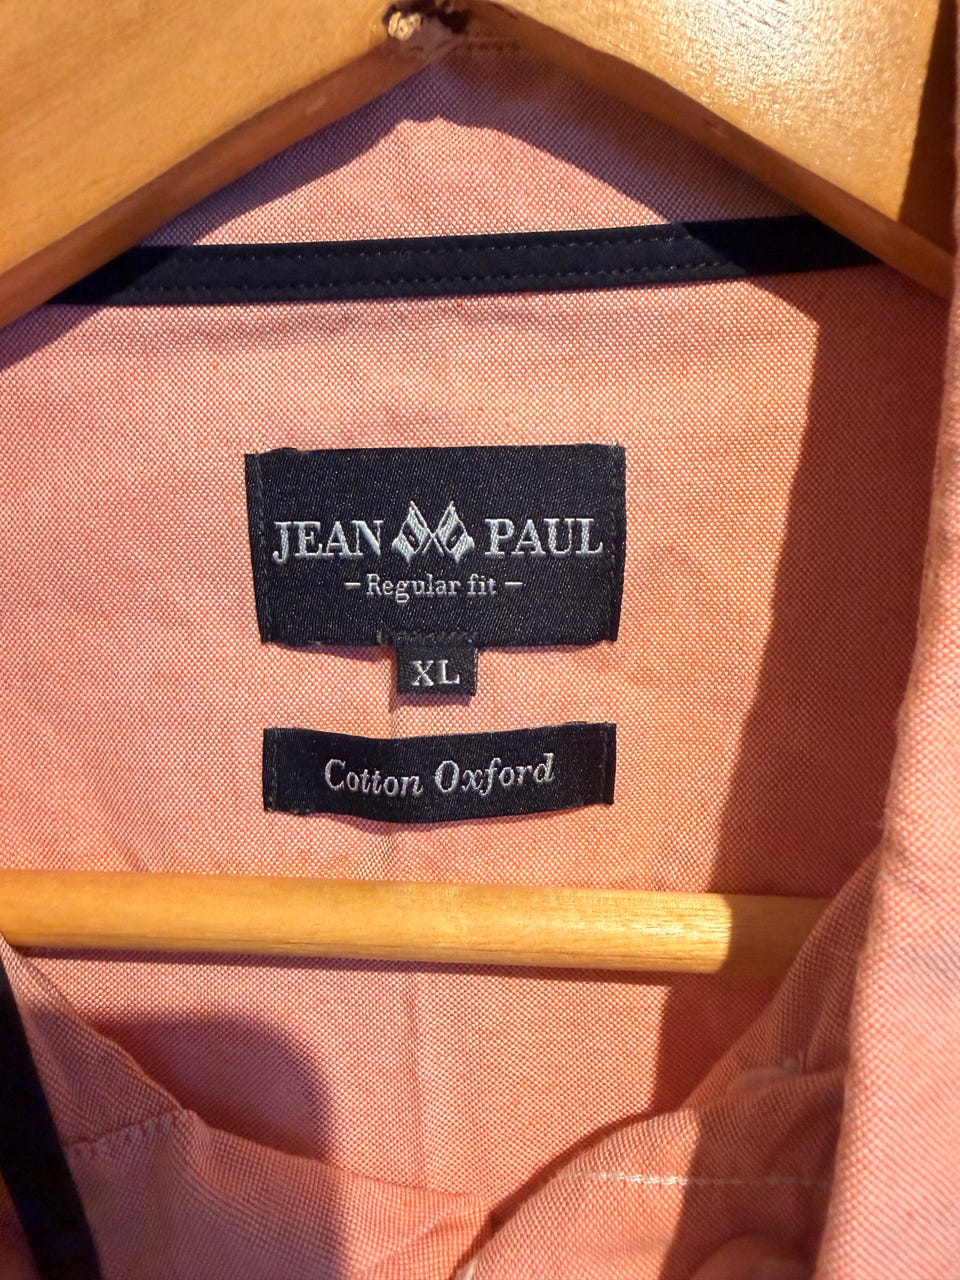 JEAN PAUL
– Regular fit –
XL
Cotton Oxford